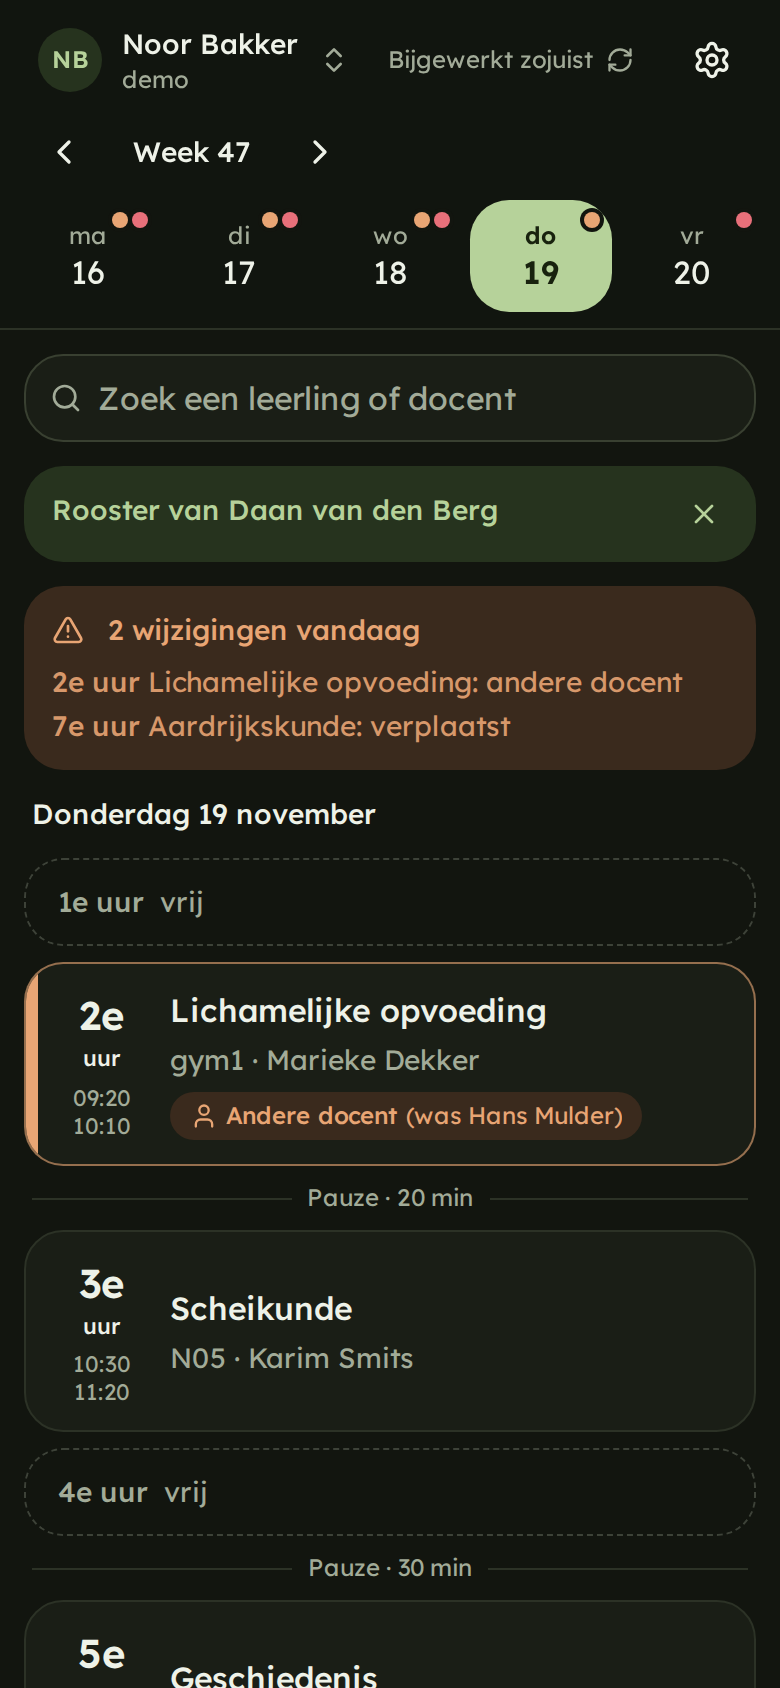 NB
Noor Bakker
demo
Bijgewerkt zojuist
Week 47
ma
16
di
17
wo
18
do
19
vr
20
Zoek een leerling of docent
Rooster van Daan van den Berg
2 wijzigingen vandaag
2e uur Lichamelijke opvoeding: andere docent
7e uur Aardrijkskunde: verplaatst
Donderdag 19 november
1e uur vrij
2e
uur
09:20
10:10
Lichamelijke opvoeding
gym1 · Marieke Dekker
Andere docent (was Hans Mulder)
Pauze · 20 min
3e
uur
10:30
11:20
Scheikunde
N05 · Karim Smits
4e uur vrij
Pauze · 30 min
5e
Geschiedenis